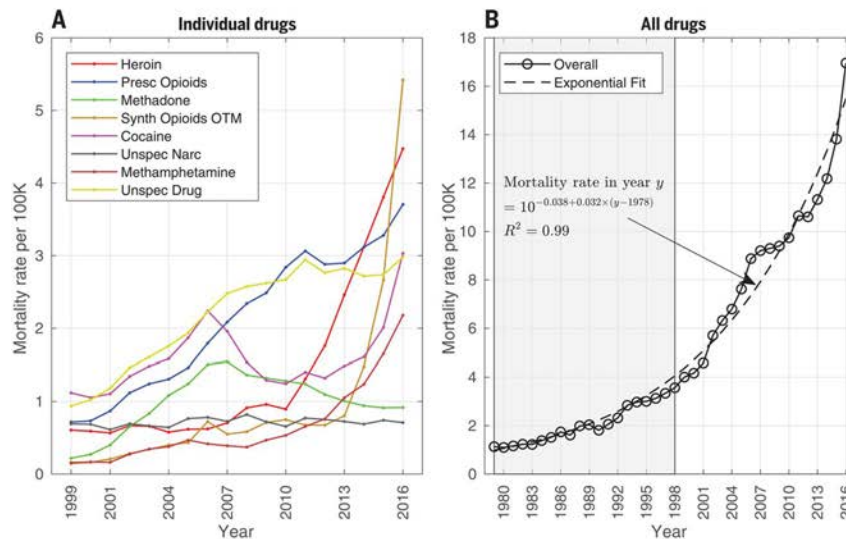 A
Individual drugs
6
5
4
3
2
1
0
Mortality rate per 100K
Heroin
Presc Opioids
Methadone
Synth Opioids OTM
Cocaine
Unspec Narc
Methamphetamine
Unspec Drug
1999
2001
2004
2007
2010
2013
2016
Year
B
All drugs
18K
16
14
12
10
8
6
4
2
0
Mortality rate per 100K
Overall
Exponential Fit
Mortality rate in year y
= 10^{-0.038+0.032×(y−1978)}
R² = 0.99
1980
1983
1986
1989
1992
1995
1998
2001
2004
2007
2010
2013
2016
Year